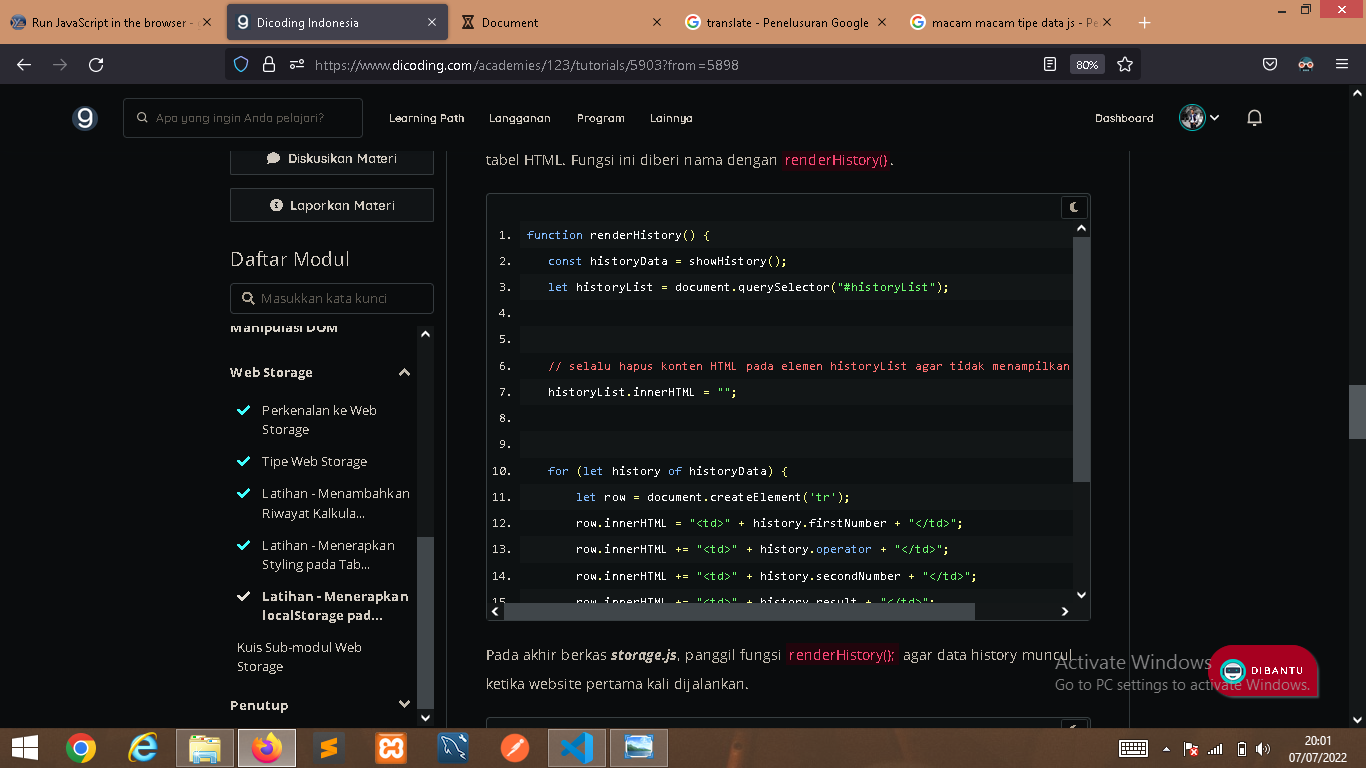 Run JavaScript in the browser -
Dicoding Indonesia
Document
translate - Penelusuran Google
macam macam tipe data js - Pe
https://www.dicoding.com/academies/123/tutorials/5903?from=5898
80%
Apa yang ingin Anda pelajari?
Learning Path
Langganan
Program
Lainnya
Dashboard
Diskusikan Materi
Laporkan Materi
Daftar Modul
Masukkan kata kunci
Manipulasi DOM
Web Storage
Perkenalan ke Web
Storage
Tipe Web Storage
Latihan - Menambahkan
Riwayat Kalkula...
Latihan - Menerapkan
Styling pada Tab...
Latihan - Menerapkan
localStorage pad...
Kuis Sub-modul Web
Storage
Penutup
tabel HTML. Fungsi ini diberi nama dengan renderHistory().
1. function renderHistory() {
2. const historyData = showHistory();
3. let historyList = document.querySelector("#historyList");
4.
5.
6. // selalu hapus konten HTML pada elemen historyList agar tidak menampilkan
7. historyList.innerHTML = "";
8.
9.
10. for (let history of historyData) {
11. let row = document.createElement('tr');
12. row.innerHTML = "<td>" + history.firstNumber + "</td>";
13. row.innerHTML += "<td>" + history.operator + "</td>";
14. row.innerHTML += "<td>" + history.secondNumber + "</td>";
15. row.innerHTML += "<td>" + history.result + "</td>";
Pada akhir berkas storage.js, panggil fungsi renderHistory(); agar data history muncul
ketika website pertama kali dijalankan.
Activate Windows
Go to PC settings to activate Windows.
DIBANTU
20:01
07/07/2022